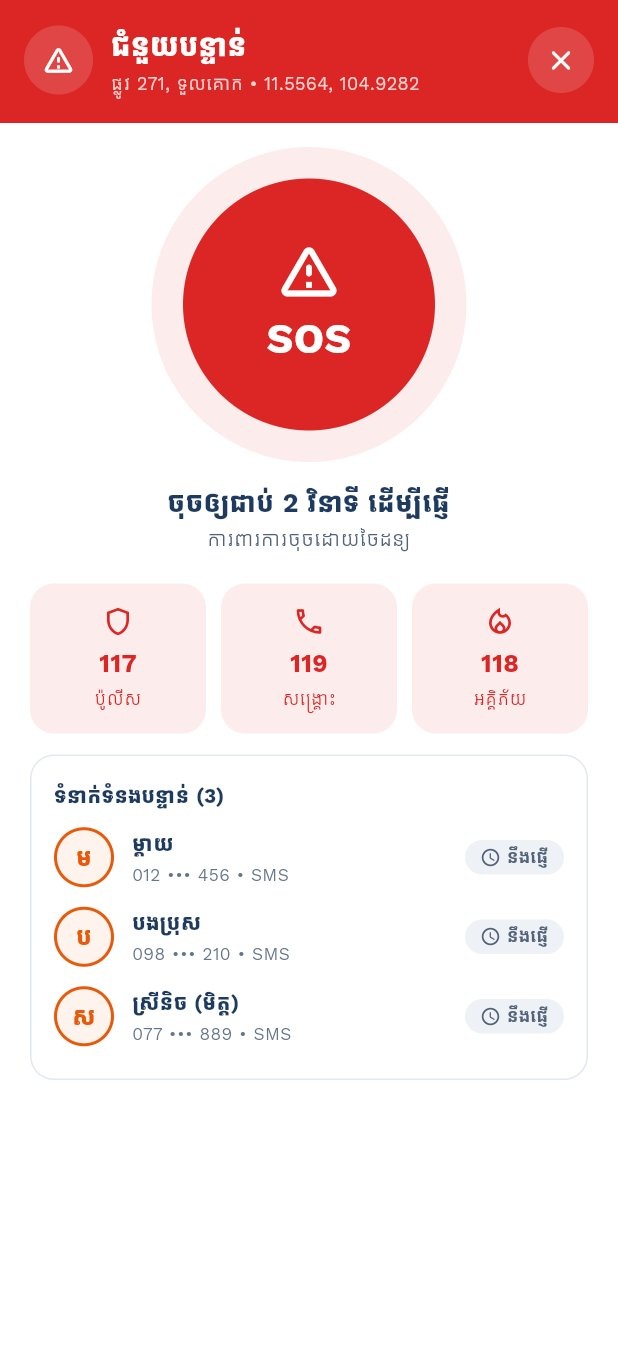 ជំនួយបន្ទាន់
ផ្លូវ 271, ទួលគោក • 11.5564, 104.9282
SOS
ចុចឲ្យជាប់ 2 វិនាទី ដើម្បីផ្ញើ
ការពារការចុចដោយចៃដន្យ
117
119
118
ប៉ូលីស
សង្គ្រោះ
អគ្គិភ័យ
ទំនាក់ទំនងបន្ទាន់ (3)
ម
ម្តាយ
012 ••• 456 • SMS
នឹងផ្ញើ
ប
បងប្រុស
098 ••• 210 • SMS
នឹងផ្ញើ
ស
ស្រីនិច (មិត្ត)
077 ••• 889 • SMS
នឹងផ្ញើ